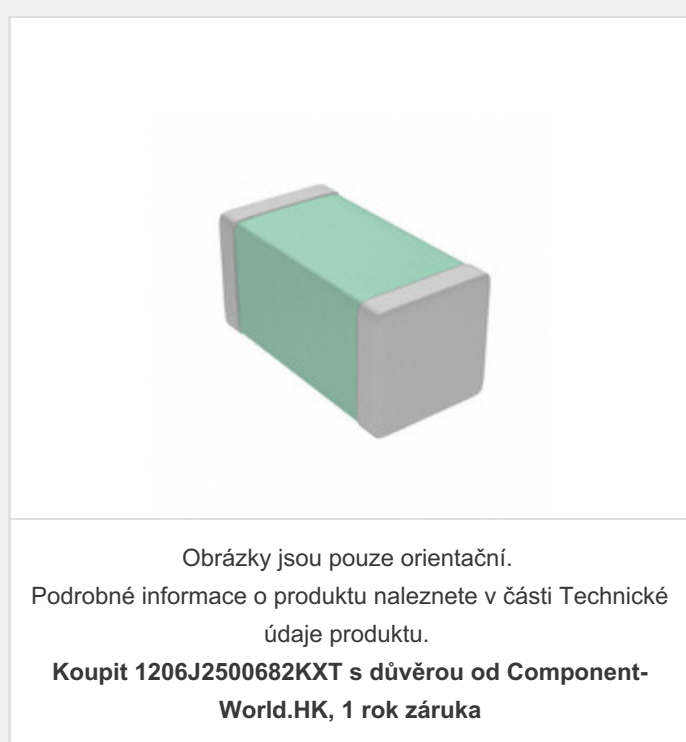 Obrázky jsou pouze orientační.
Podrobné informace o produktu naleznete v části Technické
údaje produktu.
Koupit 1206J2500682KXT s důvěrou od Component-
World.HK, 1 rok záruka